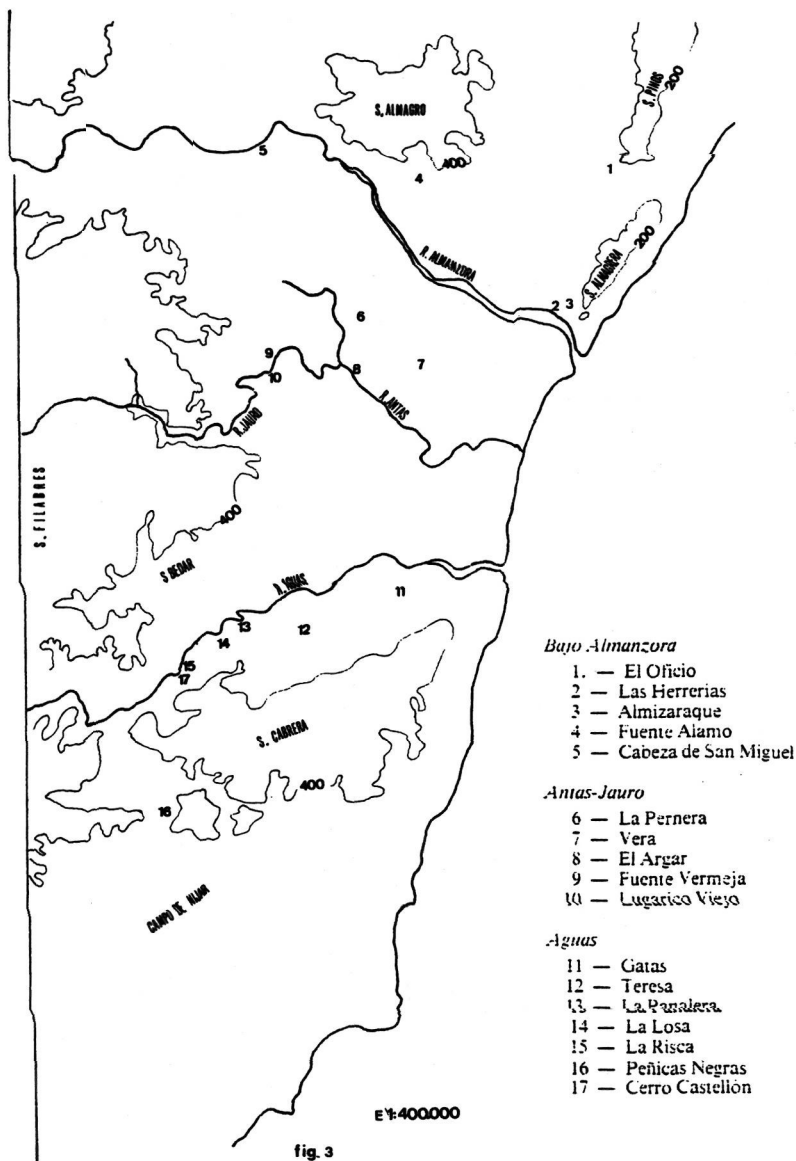 S. ALMAGRO
S. PINOS
200
400
5
4
1
S. ALMAGRERA
200
R. ALMANZORA
2
3
6
9
10
8
7
R. JAURO
R. ANTAS
S. FILABRES
400
S BEDAR
R. AGUAS
11
13
14
12
15
17
S. CABRERA
400
16
CAMPO DE NIJAR
Bajo Almanzora
1. — El Oficio
2 — Las Herrerias
3 — Almizaraque
4 — Fuente Alamo
5 — Cabeza de San Miguel
Antas-Jauro
6 — La Pernera
7 — Vera
8 — El Argar
9 — Fuente Vermeja
10 — Lugarico Viejo
Aguas
11 — Gatas
12 — Teresa
13 — La
14 — La Losa
15 — La Risca
16 — Peñicas Negras
17 — Cerro Castellón
E 1:400.000
fig. 3